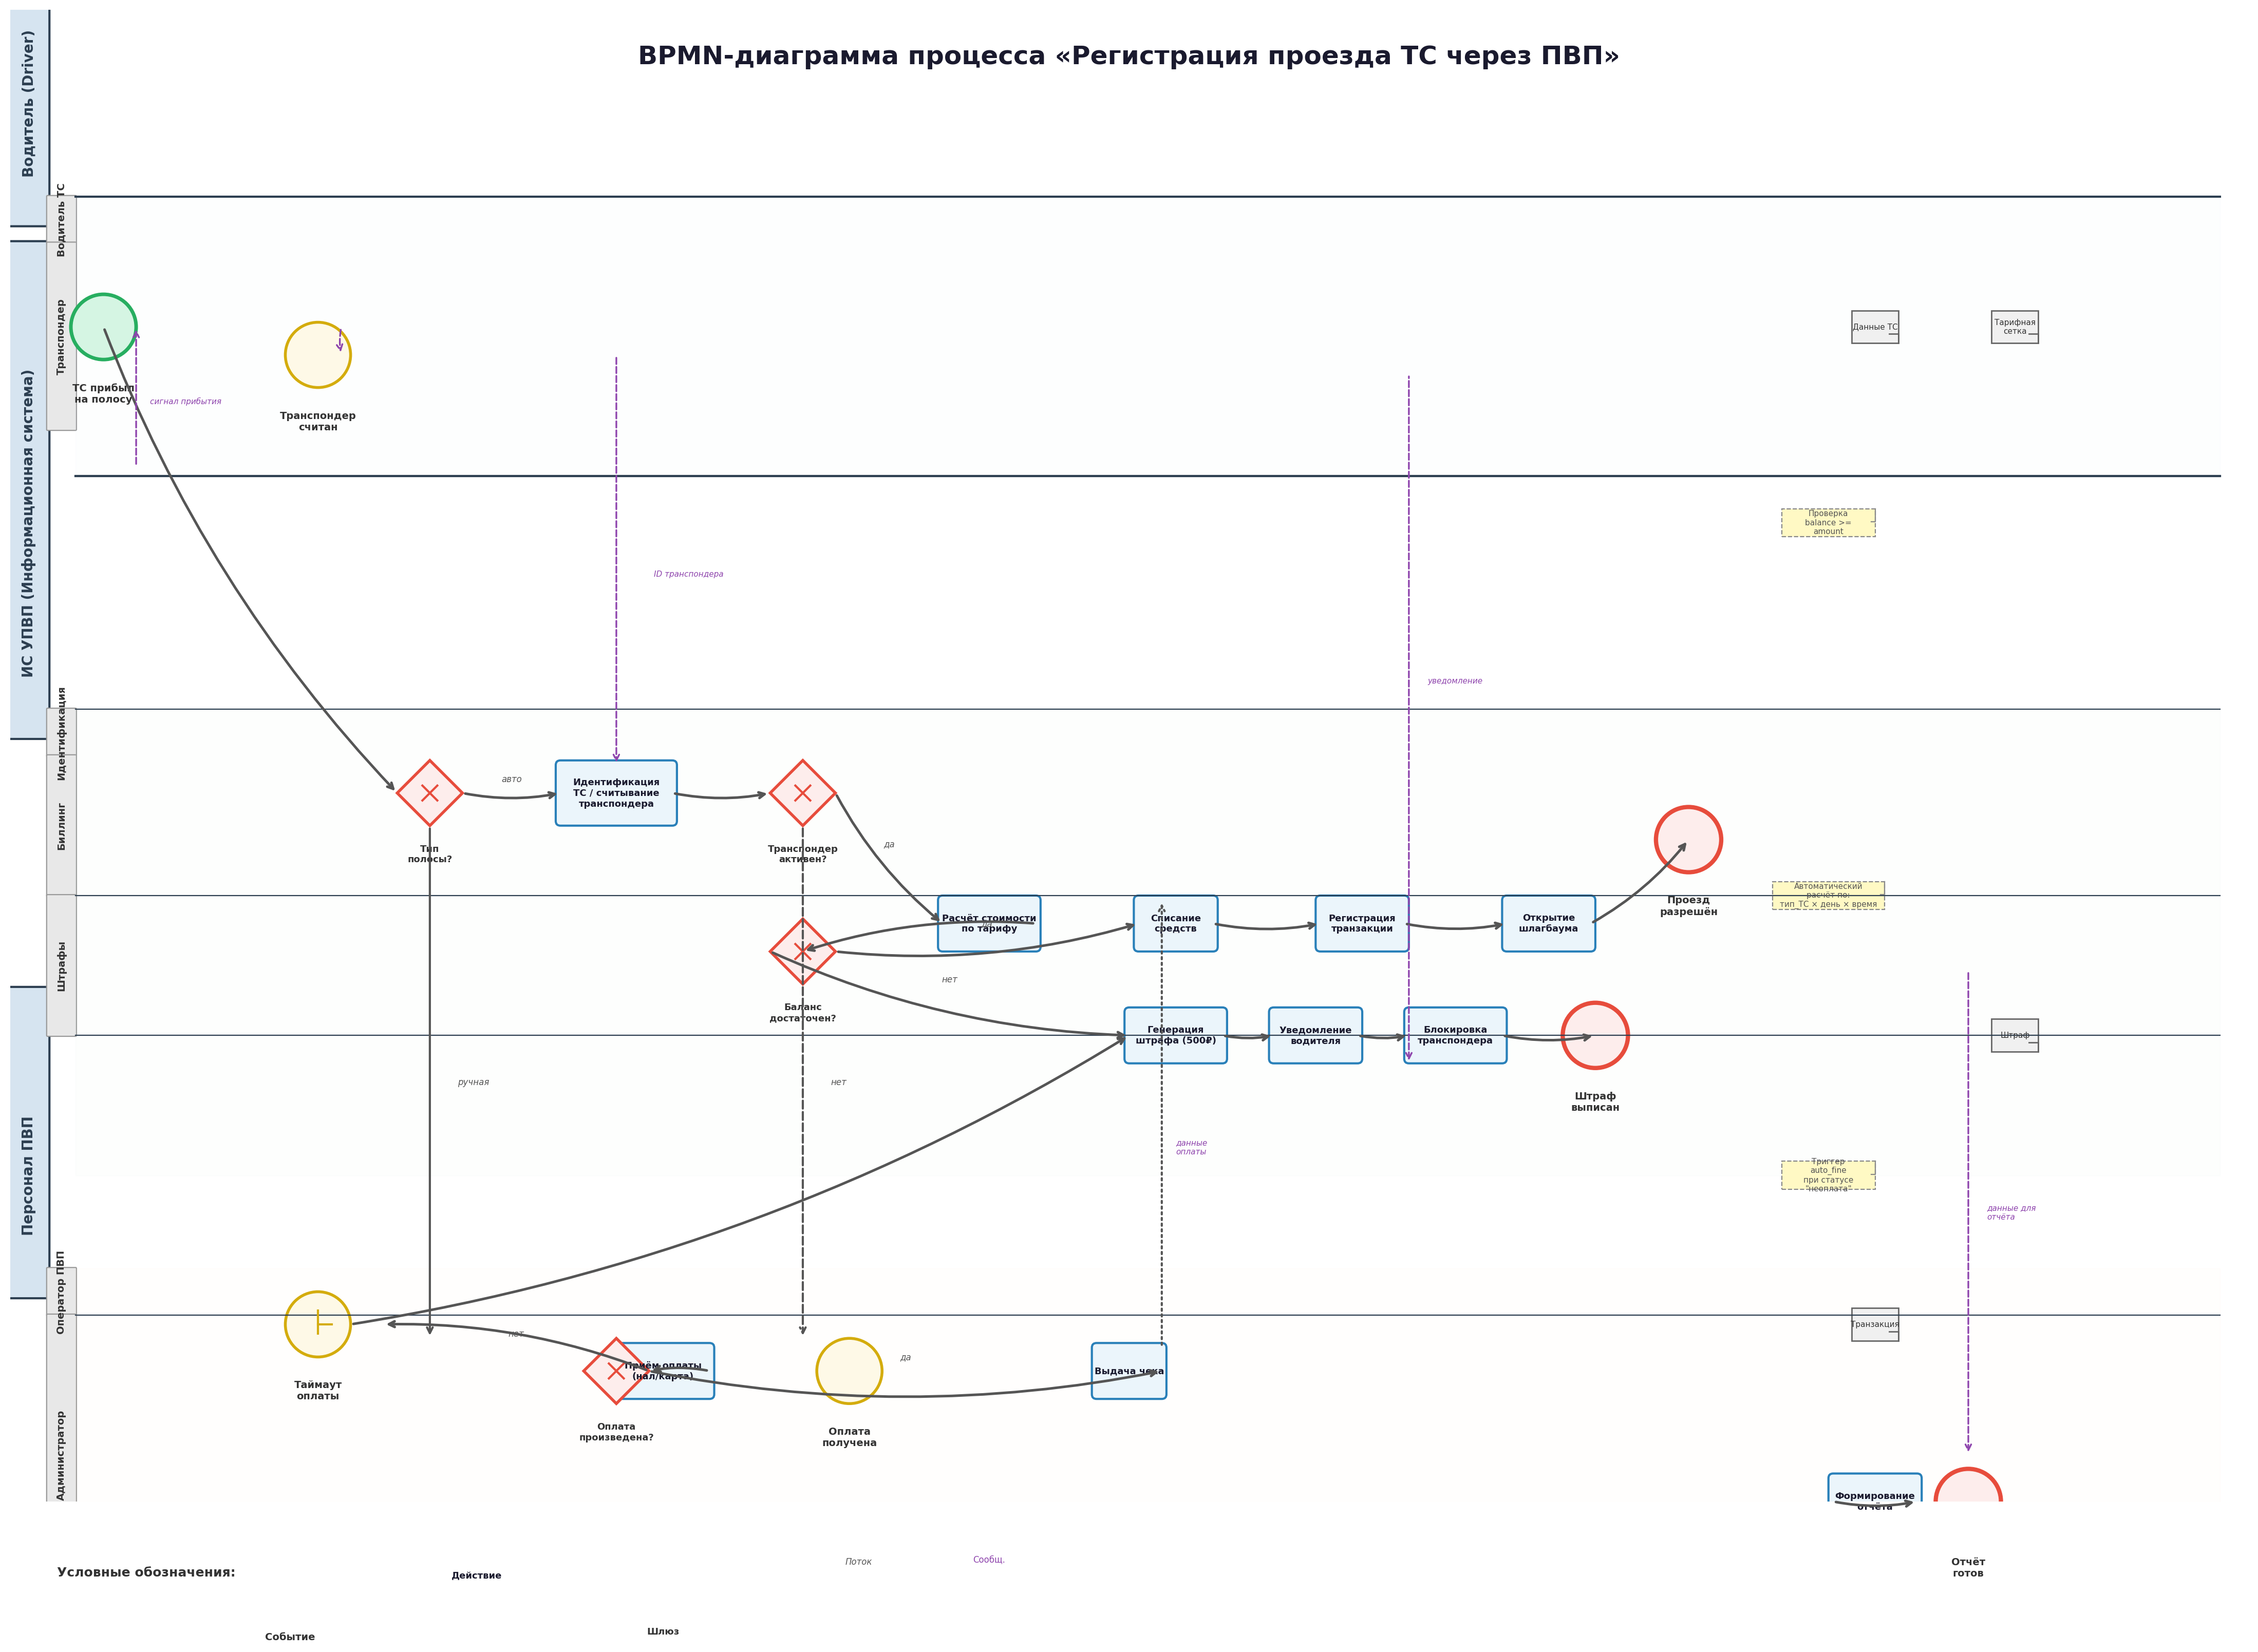 BPMN-диаграмма процесса «Регистрация проезда ТС через ПВП»
Водитель (Driver)
Водитель ТС
ИС УПВП (Информационная система)
Транспондер
ТС прибыл
на полосу
сигнал прибытия
Транспондер
считан
Данные ТС
Тарифная
сетка
Проверка
balance >=
amount
ID транспондера
уведомление
Идентификация
авто
Идентификация
ТС / считывание
транспондера
Биллинг
Тип
полосы?
Транспондер
активен?
да
Автоматический
расчёт по:
тип_ТС × день × время
Проезд
разрешён
Штрафы
Расчёт стоимости
по тарифу
да
Списание
средств
Регистрация
транзакции
Открытие
шлагбаума
нет
Баланс
достаточен?
Генерация
штрафа (500₽)
Уведомление
водителя
Блокировка
транспондера
Штраф
Штраф
выписан
Персонал ПВП
ручная
нет
данные
оплаты
Триггер
auto_fine
при статусе
"неоплата"
данные для
отчёта
Оператор ПВП
Транзакция
нет
Таймаут
оплаты
Приём оплаты
(нал/карта)
да
Выдача чека
Оплата
произведена?
Оплата
получена
Администратор
Формирование
отчёта
Отчёт
готов
Условные обозначения:
Действие
Поток
Сообщ.
Событие
Шлюз